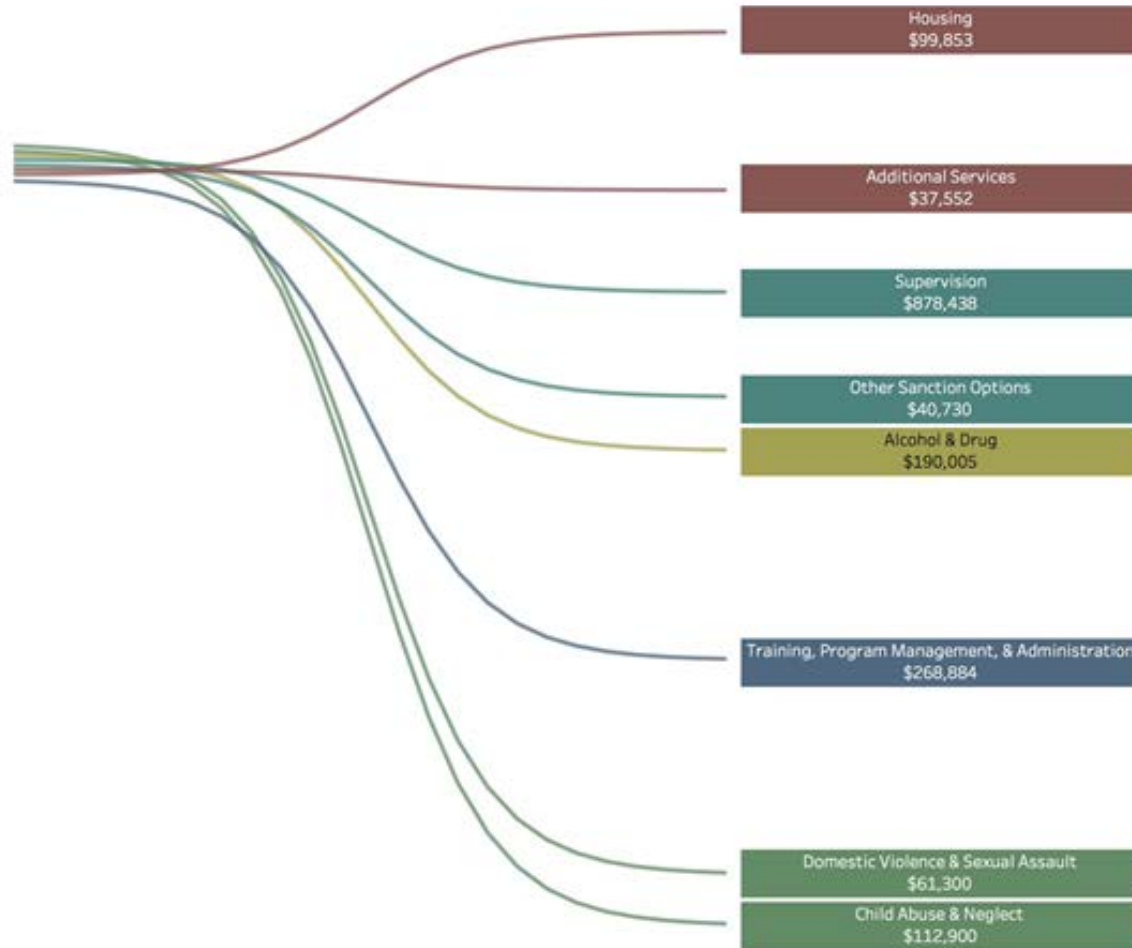 Housing
$99,853
Additional Services
$37,552
Supervision
$878,438
Other Sanction Options
$40,730
Alcohol & Drug
$190,005
Training, Program Management, & Administration
$268,884
Domestic Violence & Sexual Assault
$61,300
Child Abuse & Neglect
$112,900